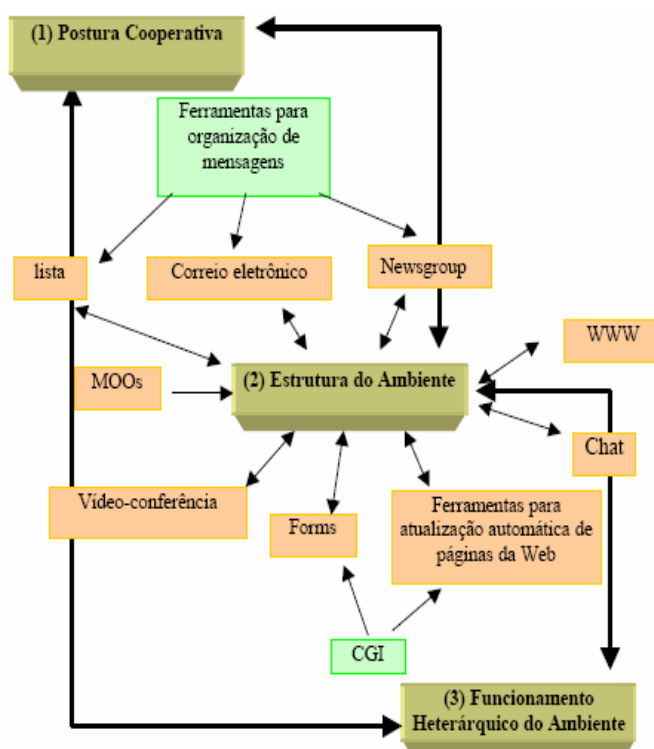 (1) Postura Cooperativa
Ferramentas para
organização de
mensagens
lista
Correio eletrônico
Newsgroup
WWW
MOOs
(2) Estrutura do Ambiente
Chat
Vídeo-conferência
Forms
Ferramentas para
atualização automática de
páginas da Web
CGI
(3) Funcionamento
Heterárquico do Ambiente